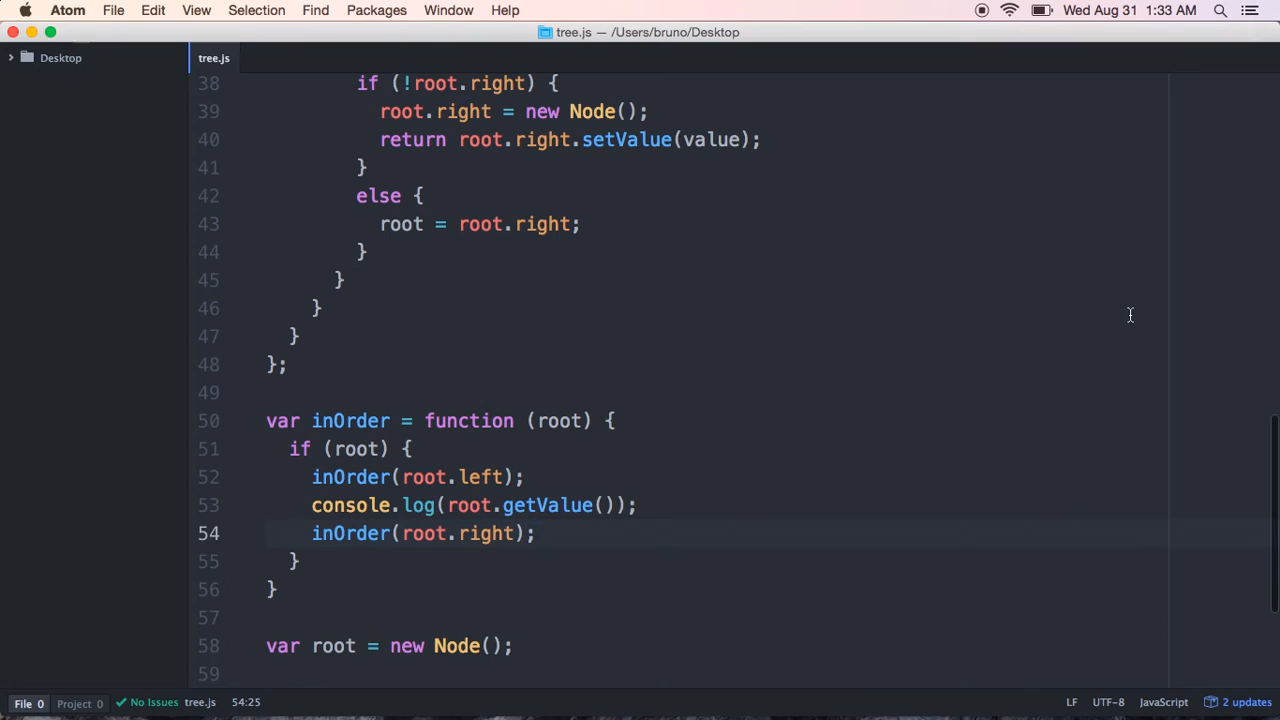 Atom File Edit View Selection Find Packages Window Help Wed Aug 31 1:33 AM
tree.js — /Users/bruno/Desktop
Desktop
tree.js
38 if (!root.right) {
39 root.right = new Node();
40 return root.right.setValue(value);
41 }
42 else {
43 root = root.right;
44 }
45 }
46 }
47 }
48 };
49
50 var inOrder = function (root) {
51 if (root) {
52 inOrder(root.left);
53 console.log(root.getValue());
54 inOrder(root.right);
55 }
56 }
57
58 var root = new Node();
59
File 0 Project 0 No Issues tree.js 54:25 LF UTF-8 JavaScript 2 updates